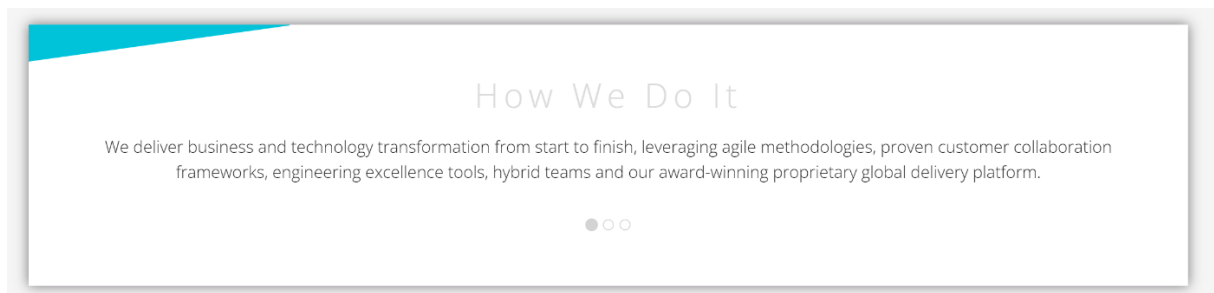 How We Do It
We deliver business and technology transformation from start to finish, leveraging agile methodologies, proven customer collaboration
frameworks, engineering excellence tools, hybrid teams and our award-winning proprietary global delivery platform.